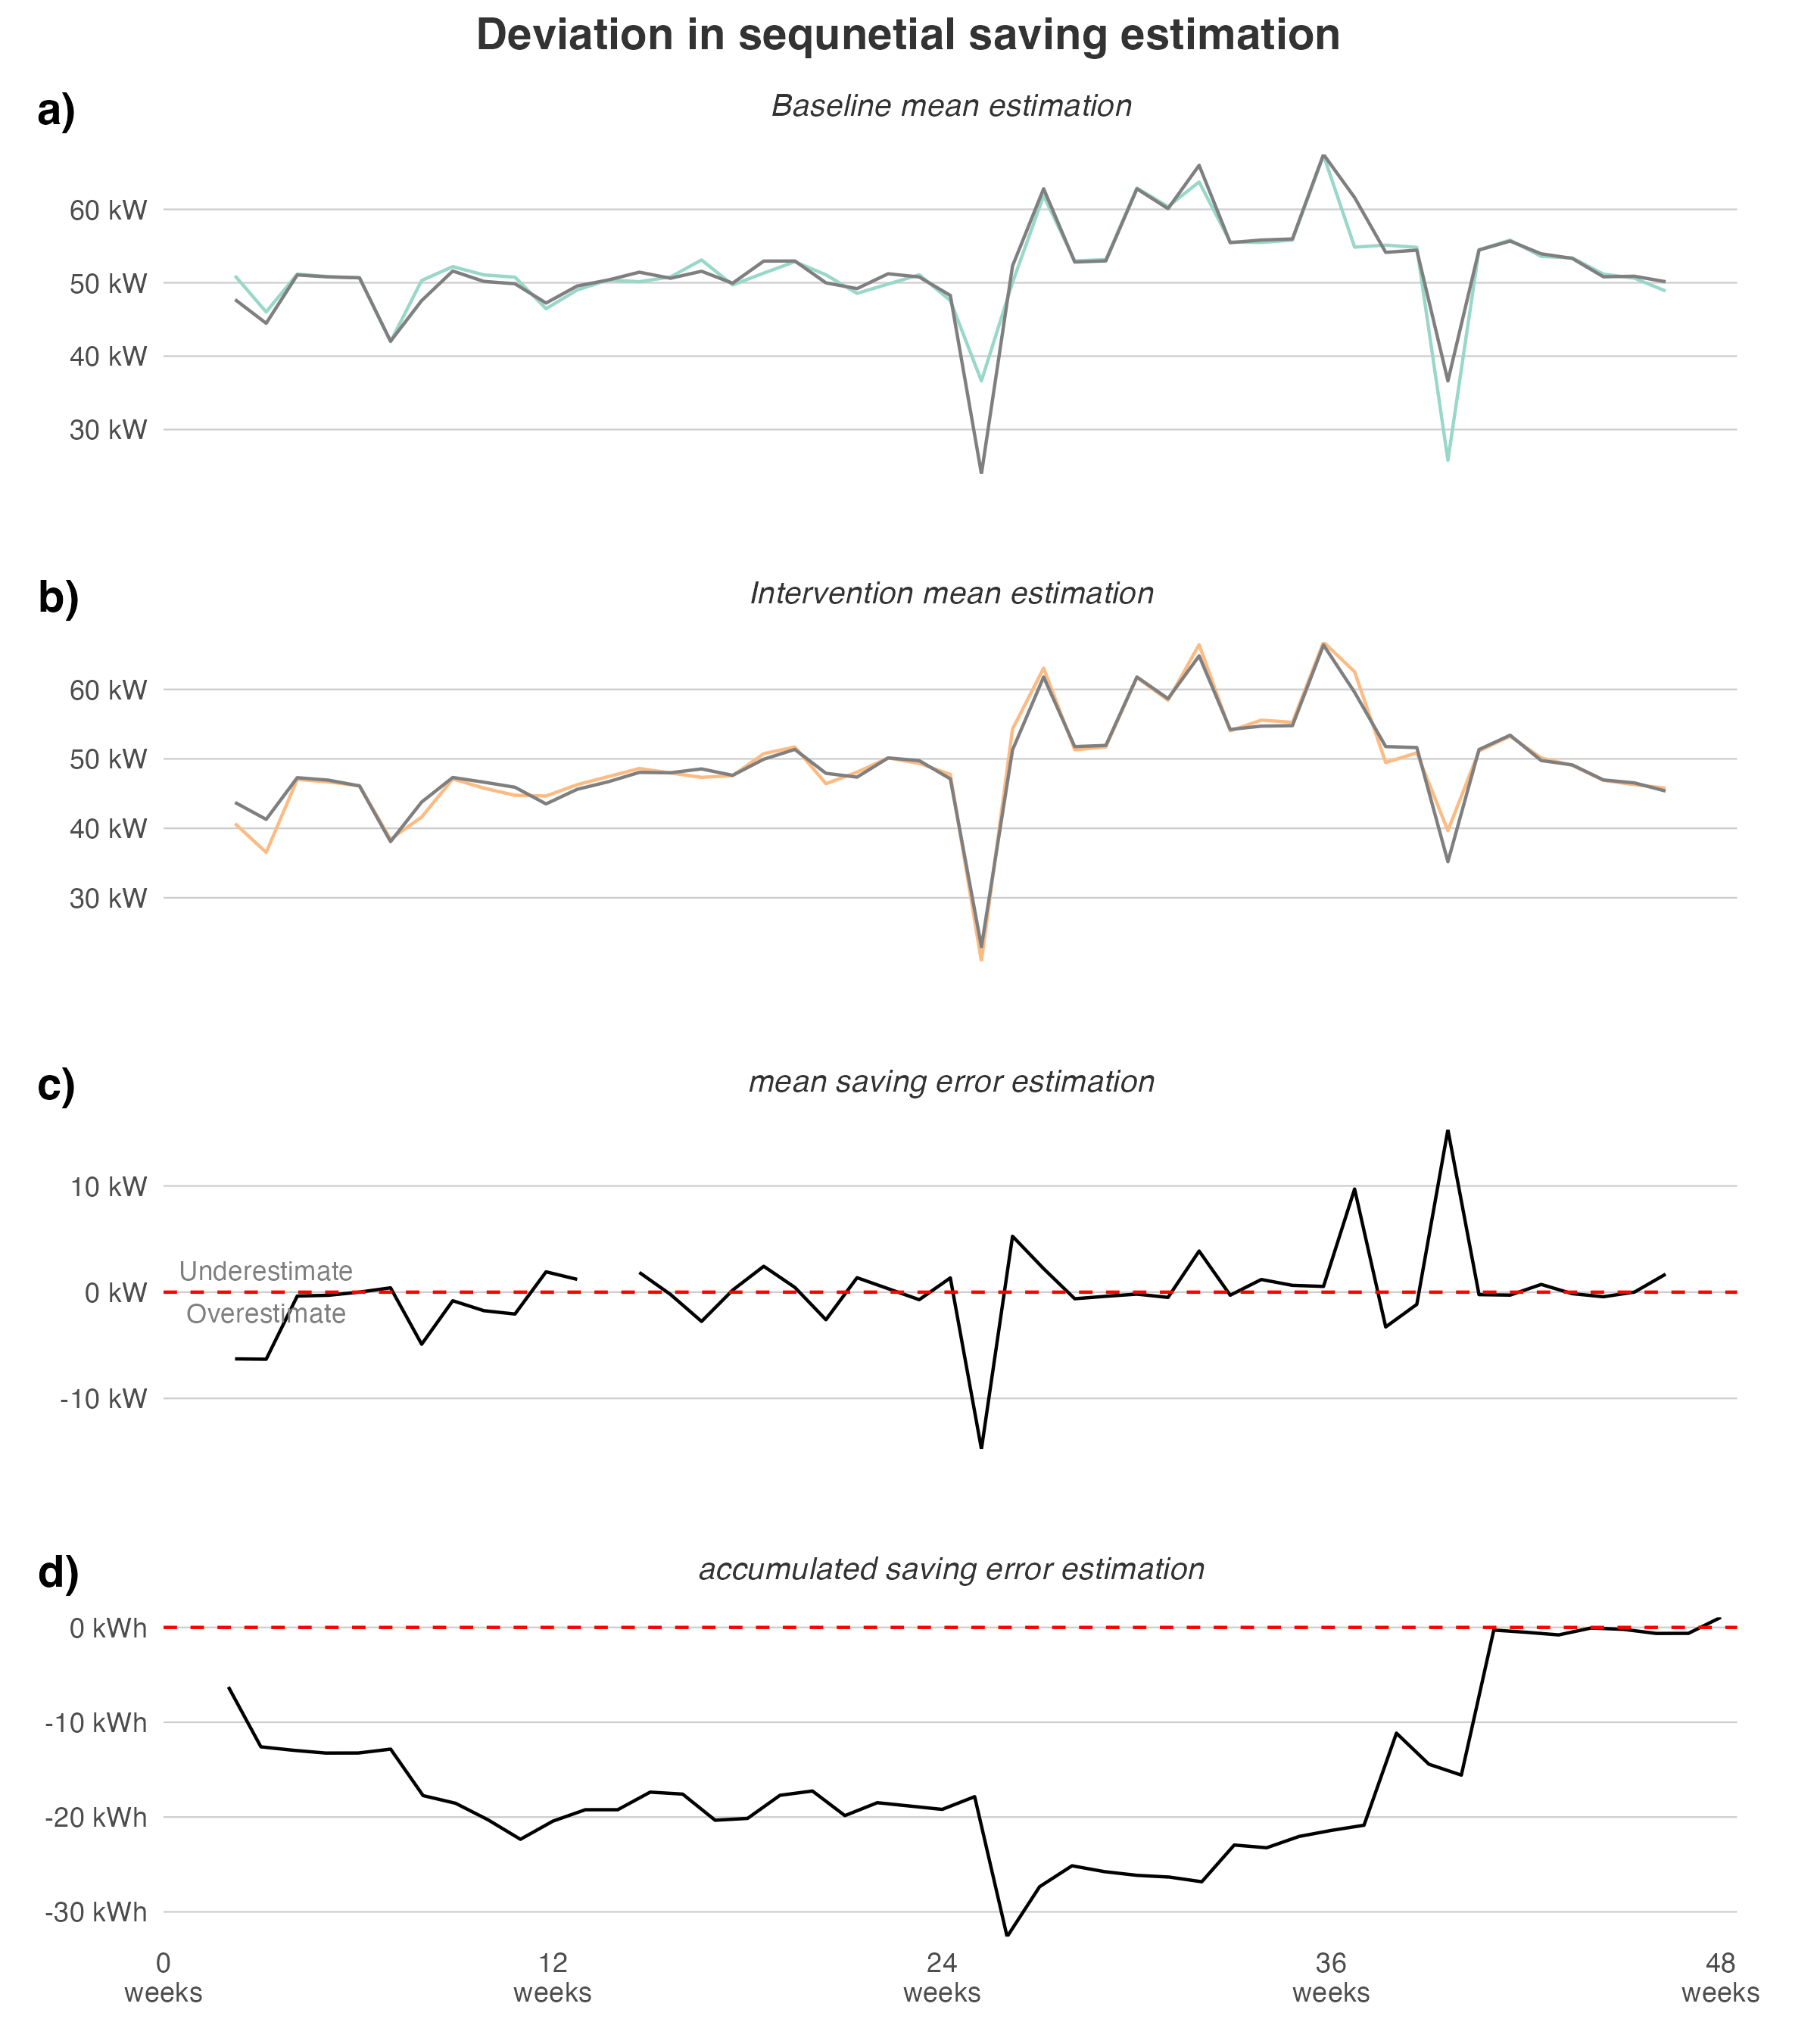 Deviation in sequnetial saving estimation
a)
Baseline mean estimation
60 kW
50 kW
40 kW
30 kW
b)
Intervention mean estimation
60 kW
50 kW
40 kW
30 kW
c)
mean saving error estimation
10 kW
Underestimate
0 kW
Overestimate
-10 kW
d)
accumulated saving error estimation
0 kWh
-10 kWh
-20 kWh
-30 kWh
0 12 24 36 48
weeks weeks weeks weeks weeks